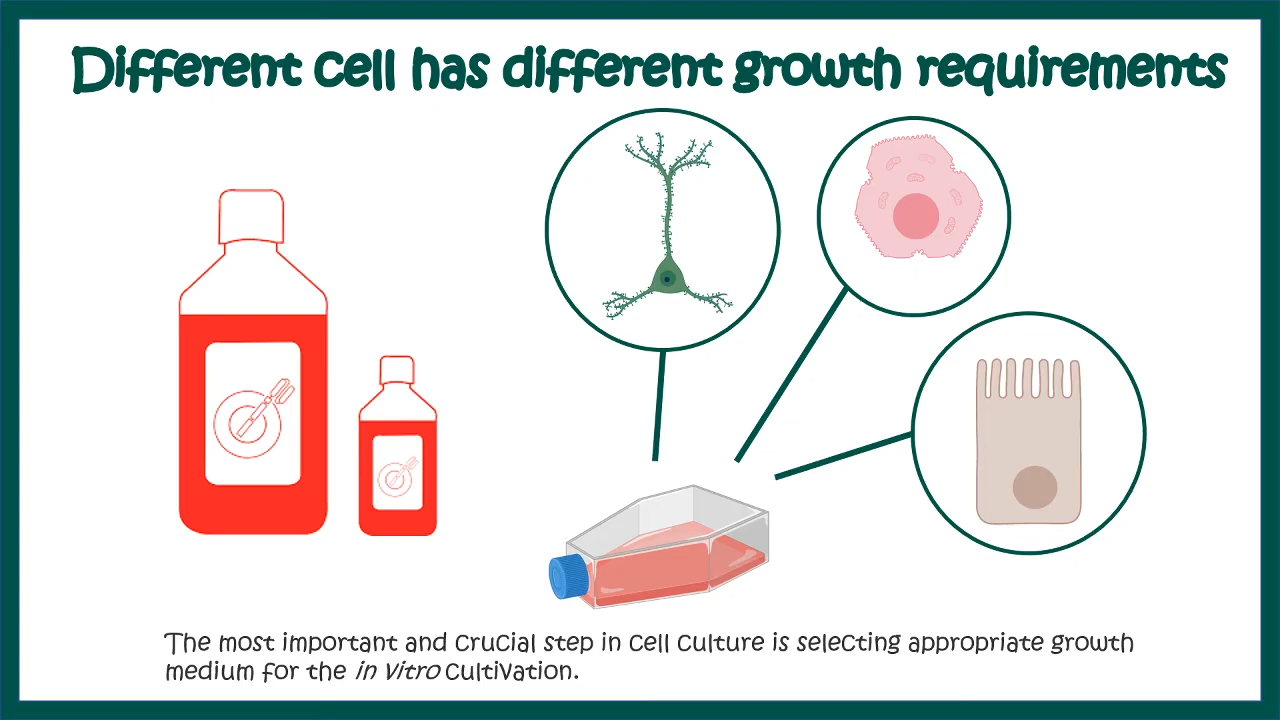 Different cell has different growth requirements
The most important and crucial step in cell culture is selecting appropriate growth
medium for the in vitro cultivation.